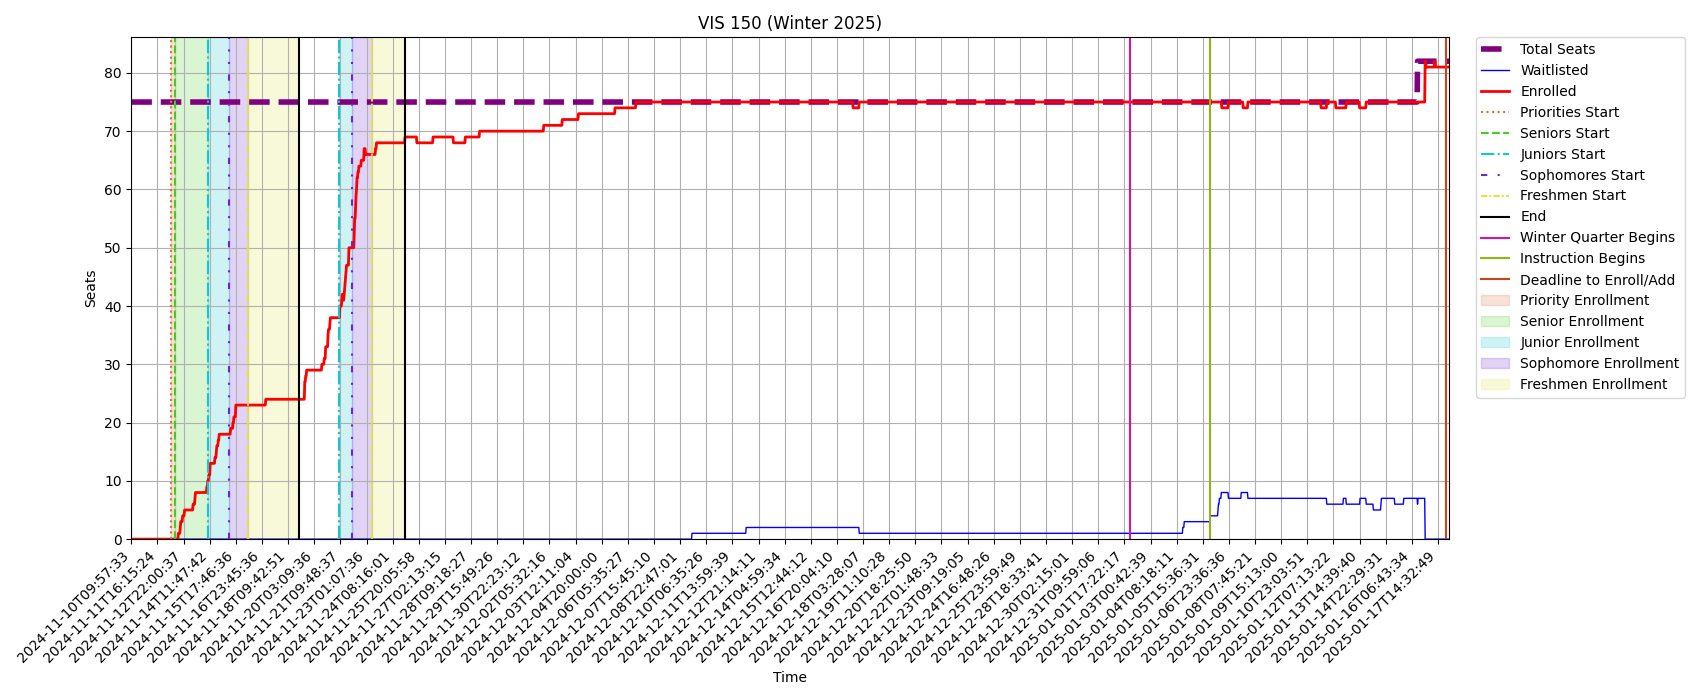 VIS 150 (Winter 2025)
Seats
80
70
60
50
40
30
20
10
0
2024-11-10T09:57:33
2024-11-11T16:15:24
2024-11-12T22:00:37
2024-11-14T11:47:42
2024-11-15T17:46:36
2024-11-16T23:45:36
2024-11-18T09:42:51
2024-11-20T03:09:36
2024-11-21T09:48:37
2024-11-23T01:07:36
2024-11-24T08:16:01
2024-11-25T20:05:58
2024-11-27T02:13:15
2024-11-28T09:18:27
2024-11-29T15:49:26
2024-11-30T22:23:12
2024-12-02T05:32:16
2024-12-03T12:11:04
2024-12-04T20:00:00
2024-12-06T05:35:27
2024-12-07T15:45:10
2024-12-08T22:47:01
2024-12-10T06:35:26
2024-12-11T13:59:39
2024-12-12T21:14:11
2024-12-14T04:59:34
2024-12-15T12:44:12
2024-12-16T20:04:10
2024-12-18T03:28:07
2024-12-19T11:10:28
2024-12-20T18:25:50
2024-12-22T01:48:33
2024-12-23T09:19:05
2024-12-24T16:48:26
2024-12-25T23:59:49
2024-12-28T18:33:41
2024-12-30T02:15:01
2024-12-31T09:59:06
2025-01-01T17:22:17
2025-01-03T00:42:39
2025-01-04T08:18:11
2025-01-05T15:36:31
2025-01-06T23:36:36
2025-01-08T07:45:21
2025-01-09T15:13:00
2025-01-10T23:03:51
2025-01-12T07:13:22
2025-01-13T14:39:40
2025-01-14T22:29:31
2025-01-16T06:43:34
2025-01-17T14:32:49
Time
Total Seats
Waitlisted
Enrolled
Priorities Start
Seniors Start
Juniors Start
Sophomores Start
Freshmen Start
End
Winter Quarter Begins
Instruction Begins
Deadline to Enroll/Add
Priority Enrollment
Senior Enrollment
Junior Enrollment
Sophomore Enrollment
Freshmen Enrollment